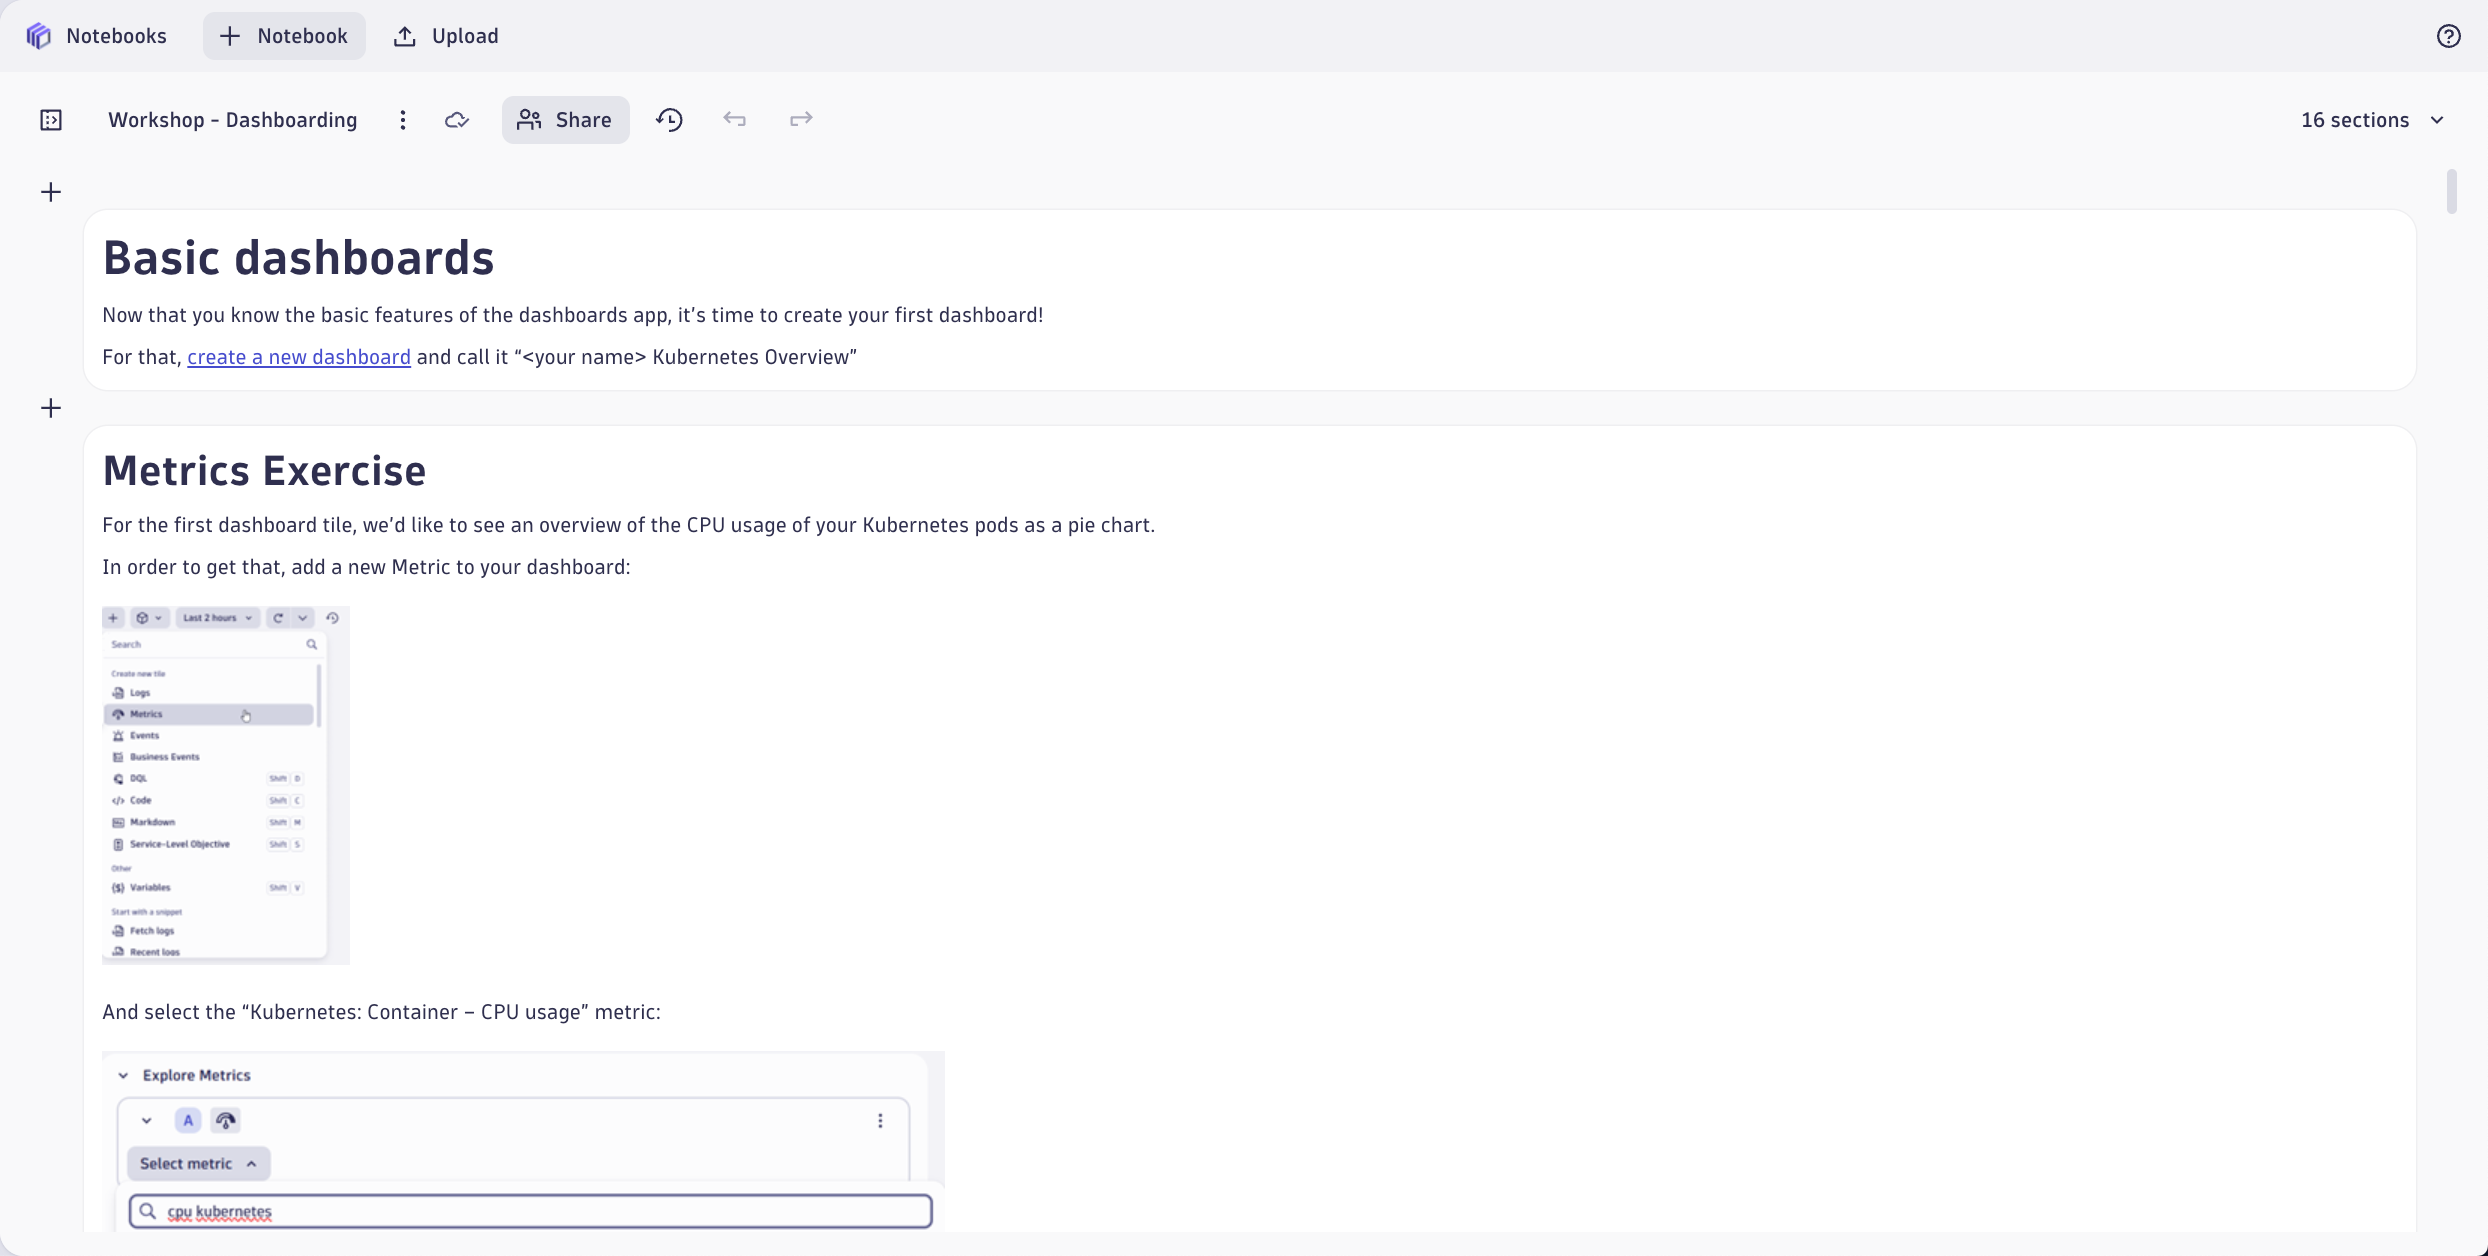 Notebooks
Notebook
Upload
Workshop - Dashboarding
Share
16 sections
Basic dashboards
Now that you know the basic features of the dashboards app, it's time to create your first dashboard!
For that, create a new dashboard and call it “<your name> Kubernetes Overview”
Metrics Exercise
For the first dashboard tile, we'd like to see an overview of the CPU usage of your Kubernetes pods as a pie chart.
In order to get that, add a new Metric to your dashboard:
Last 2 hours
Search
Create new tile
Logs
Metrics
Events
Business Events
DQL Shift D
</> Code Shift C
Markdown Shift M
Service-Level Objective Shift S
Other
Variables Shift V
Start with a snippet
Fetch logs
Recent logs
And select the “Kubernetes: Container – CPU usage” metric:
Explore Metrics
A
Select metric
cpu kubernetes